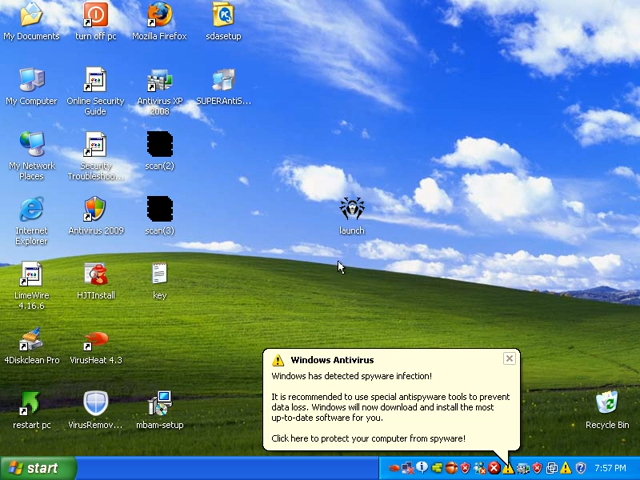 My Documents
turn off pc
Mozilla Firefox
sdasetup
My Computer
Online Security
Guide
Antivirus XP
2008
SUPERAntiS...
My Network
Places
Security
Troubleshoo...
scan(2)
Internet
Explorer
Antivirus 2009
scan(3)
launch
LimeWire
4.16.6
HJTInstall
key
4Diskclean Pro
VirusHeat 4.3
restart pc
VirusRemov...
mbam-setup
Recycle Bin
Windows Antivirus
Windows has detected spyware infection!
It is recommended to use special antispyware tools to prevent
data loss. Windows will now download and install the most
up-to-date software for you.
Click here to protect your computer from spyware!
start
7:57 PM